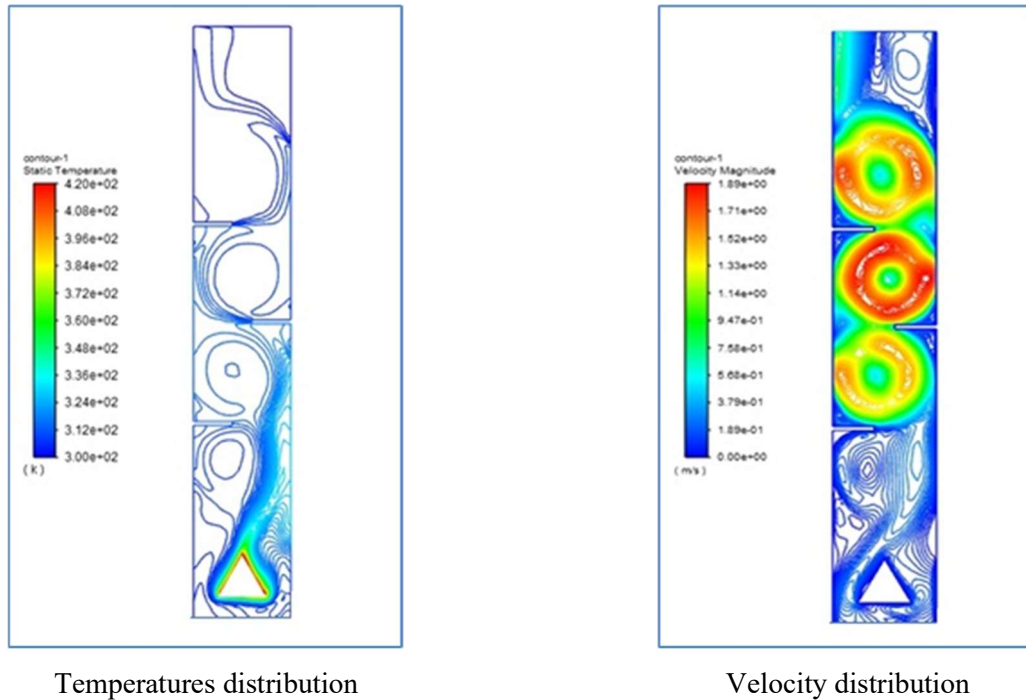 contour-1
Static Temperature
4.20e+02
4.08e+02
3.96e+02
3.84e+02
3.72e+02
3.60e+02
3.48e+02
3.36e+02
3.24e+02
3.12e+02
3.00e+02
( k )
contour-1
Velocity Magnitude
1.89e+00
1.71e+00
1.52e+00
1.33e+00
1.14e+00
9.47e-01
7.58e-01
5.68e-01
3.79e-01
1.89e-01
0.00e+00
( m/s )
Temperatures distribution
Velocity distribution